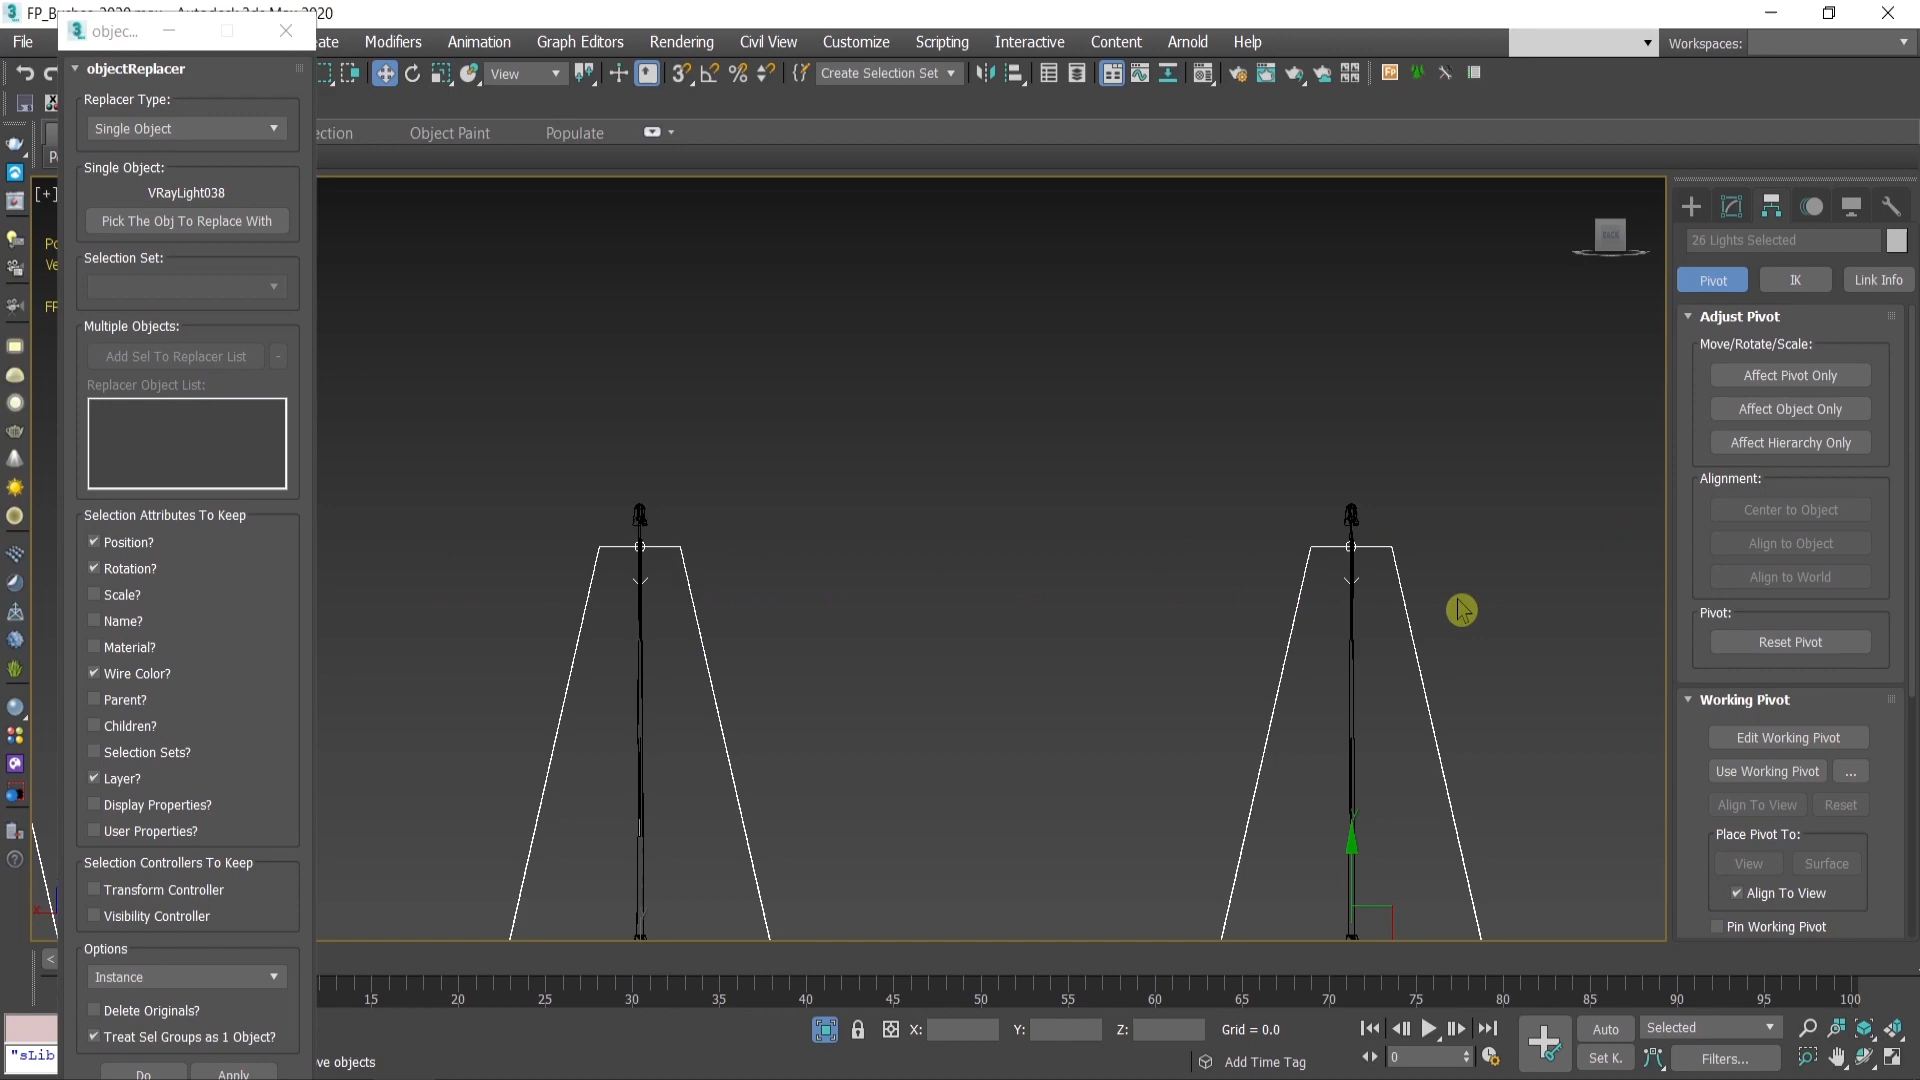 FP_Bushes_2020.max - Autodesk 3ds Max 2020
objec...
File
ate
Modifiers
Animation
Graph Editors
Rendering
Civil View
Customize
Scripting
Interactive
Content
Arnold
Help
Workspaces:
objectReplacer
View
Create Selection Set
Replacer Type:
Single Object
ection
Object Paint
Populate
Single Object:
VRayLight038
Pick The Obj To Replace With
[+]
Selection Set:
Multiple Objects:
Add Sel To Replacer List
-
Replacer Object List:
Selection Attributes To Keep
Position?
Rotation?
Scale?
Name?
Material?
Wire Color?
Parent?
Children?
Selection Sets?
Layer?
Display Properties?
User Properties?
Selection Controllers To Keep
Transform Controller
Visibility Controller
Options
Instance
Delete Originals?
Treat Sel Groups as 1 Object?
Do
Apply
BACK
26 Lights Selected
Pivot
IK
Link Info
Adjust Pivot
Move/Rotate/Scale:
Affect Pivot Only
Affect Object Only
Affect Hierarchy Only
Alignment:
Center to Object
Align to Object
Align to World
Pivot:
Reset Pivot
Working Pivot
Edit Working Pivot
Use Working Pivot
...
Align To View
Reset
Place Pivot To:
View
Surface
Align To View
Pin Working Pivot
15 20 25 30 35 40 45 50 55 60 65 70 75 80 85 90 95 100
X:
Y:
Z:
Grid = 0.0
Auto
Selected
"sLib
ve objects
Add Time Tag
0
Set K.
Filters...